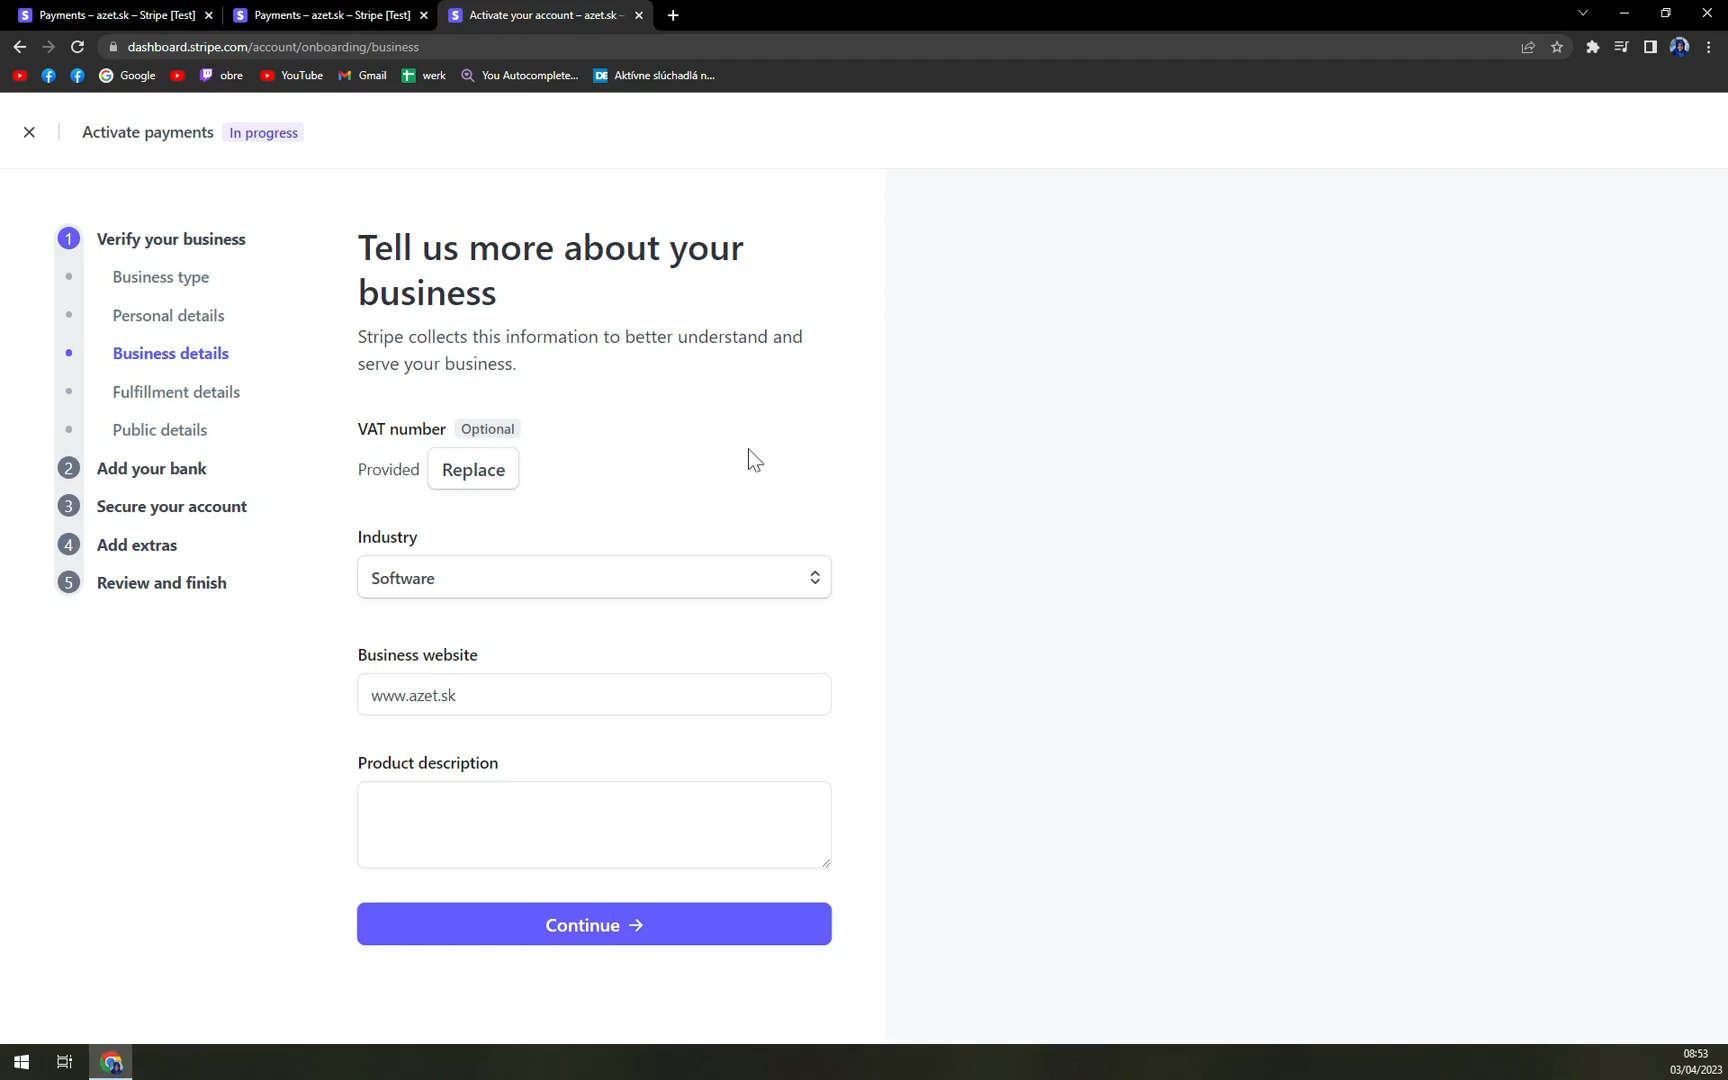 Payments – azet.sk – Stripe [Test]
Payments – azet.sk – Stripe [Test]
Activate your account – azet.sk –
dashboard.stripe.com/account/onboarding/business
Google
obre
YouTube
Gmail
werk
You Autocomplete...
DE
Aktívne slúchadlá n...
Activate payments
In progress
1 Verify your business
Business type
Personal details
Business details
Fulfillment details
Public details
2 Add your bank
3 Secure your account
4 Add extras
5 Review and finish
Tell us more about your
business
Stripe collects this information to better understand and
serve your business.
VAT number Optional
Provided Replace
Industry
Software
Business website
www.azet.sk
Product description
Continue →
08:53
03/04/2023